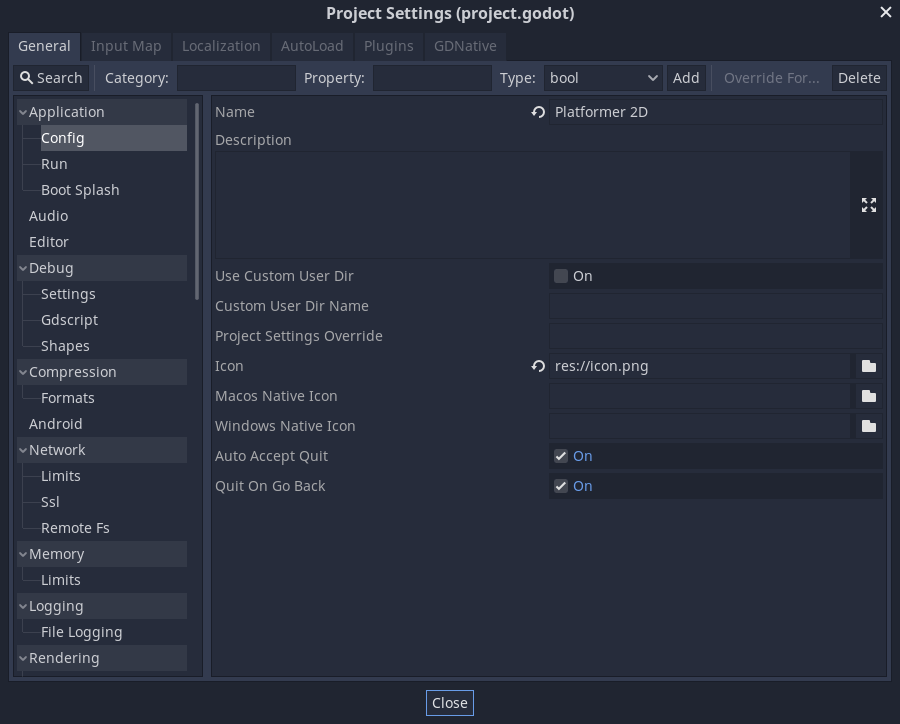 Project Settings (project.godot)
General Input Map Localization AutoLoad Plugins GDNative
Search Category: Property: Type: bool Add Override For... Delete
Application
Config
Run
Boot Splash
Audio
Editor
Debug
Settings
Gdscript
Shapes
Compression
Formats
Android
Network
Limits
Ssl
Remote Fs
Memory
Limits
Logging
File Logging
Rendering
Name Platformer 2D
Description
Use Custom User Dir On
Custom User Dir Name
Project Settings Override
Icon res://icon.png
Macos Native Icon
Windows Native Icon
Auto Accept Quit On
Quit On Go Back On
Close